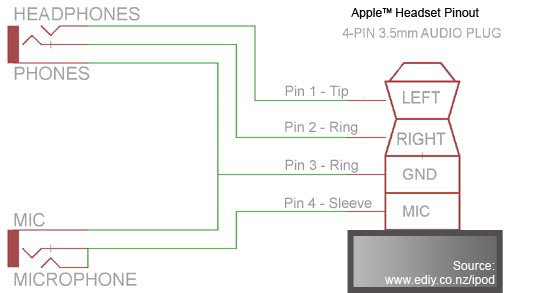 HEADPHONES
Apple™ Headset Pinout
4-PIN 3.5mm AUDIO PLUG
PHONES
Pin 1 - Tip
LEFT
Pin 2 - Ring
RIGHT
Pin 3 - Ring
GND
Pin 4 - Sleeve
MIC
MIC
MICROPHONE
Source:
www.ediy.co.nz/ipod